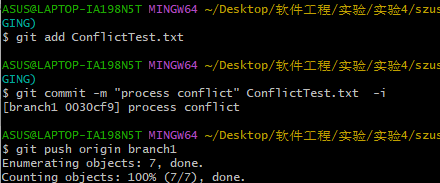 ASUS@LAPTOP-IA198N5T MINGW64 ~/Desktop/软件工程/实验/实验4/szus
GING)
$ git add ConflictTest.txt
ASUS@LAPTOP-IA198N5T MINGW64 ~/Desktop/软件工程/实验/实验4/szus
GING)
$ git commit -m "process conflict" ConflictTest.txt  -i
[branch1 0030cf9] process conflict
ASUS@LAPTOP-IA198N5T MINGW64 ~/Desktop/软件工程/实验/实验4/szus
$ git push origin branch1
Enumerating objects: 7, done.
Counting objects: 100% (7/7), done.